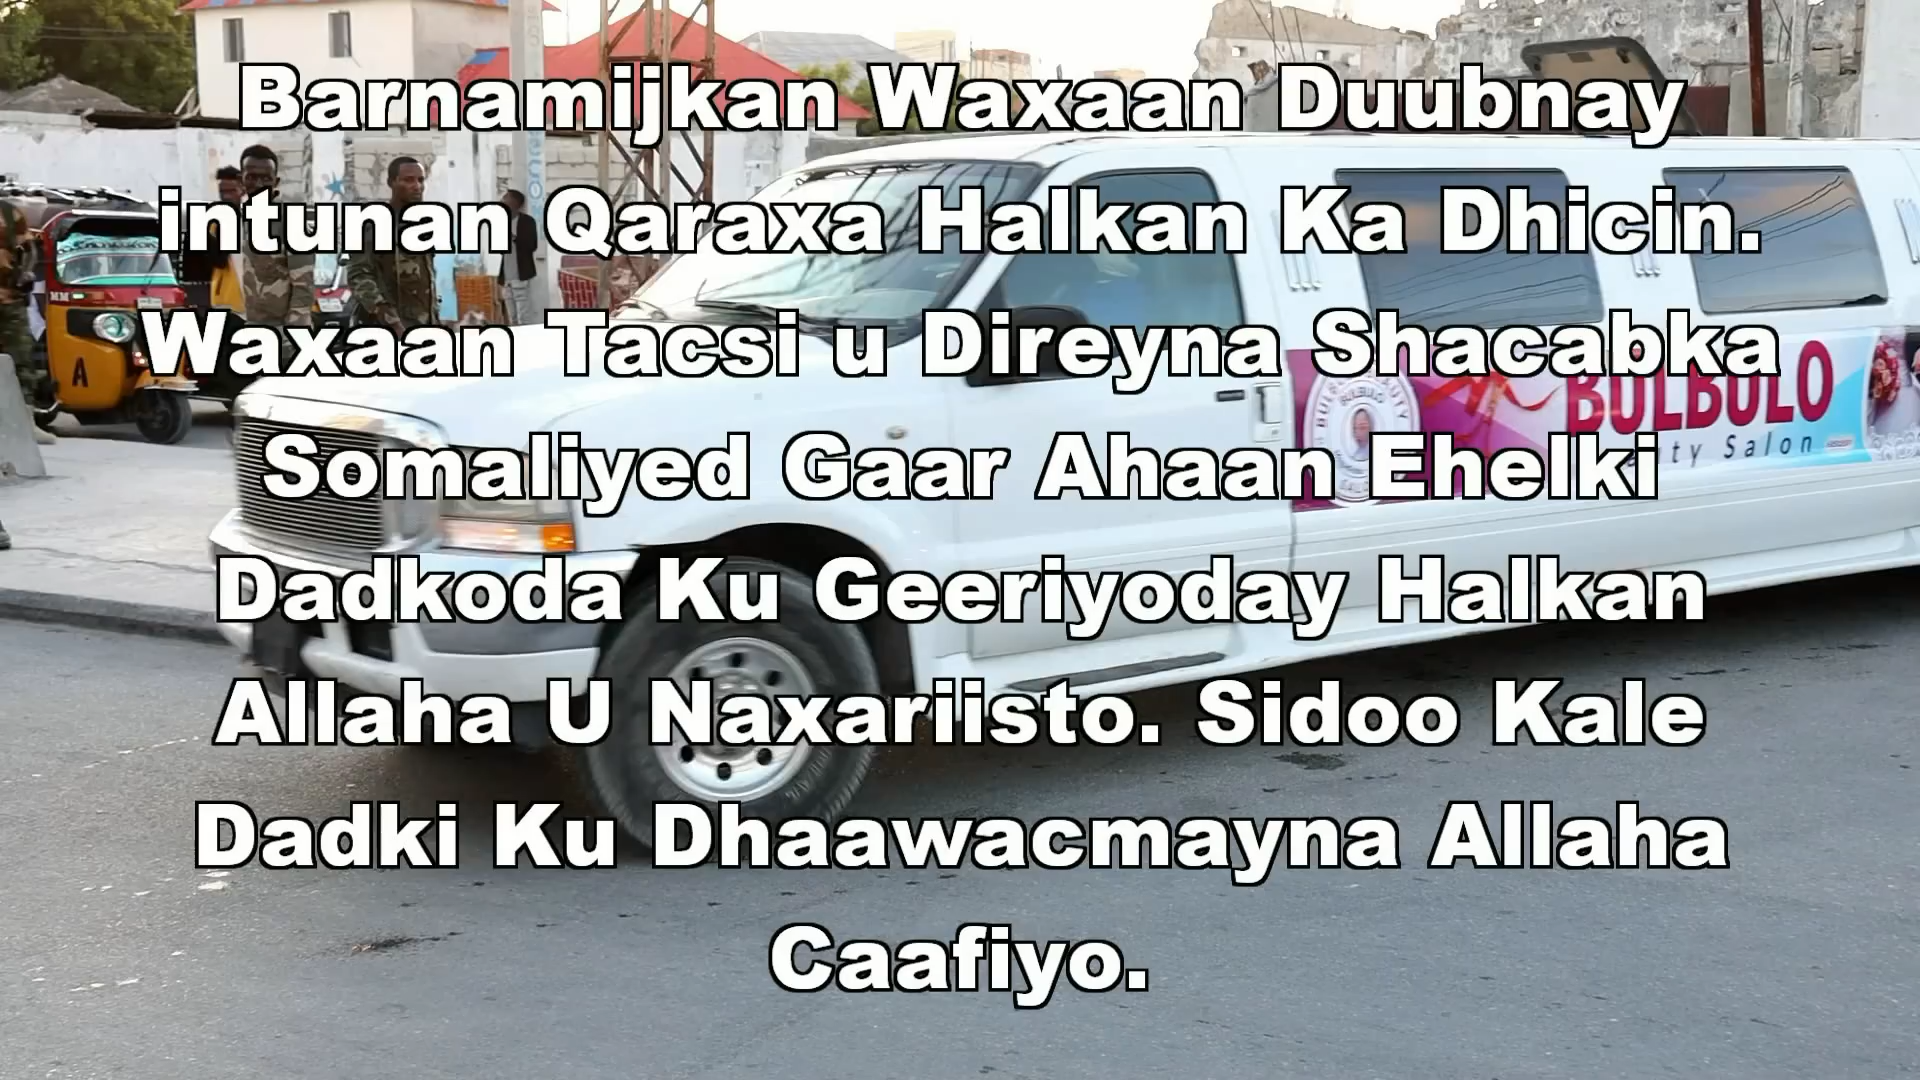 Barnamijkan Waxaan Duubnay
intunan Qaraxa Halkan Ka Dhicin.
Waxaan Tacsi u Direyna Shacabka
Somaliyed Gaar Ahaan Ehelki
Dadkoda Ku Geeriyoday Halkan
Allaha U Naxariisto. Sidoo Kale
Dadki Ku Dhaawacmayna Allaha
Caafiyo.
BULBULO
Salon
MM
A